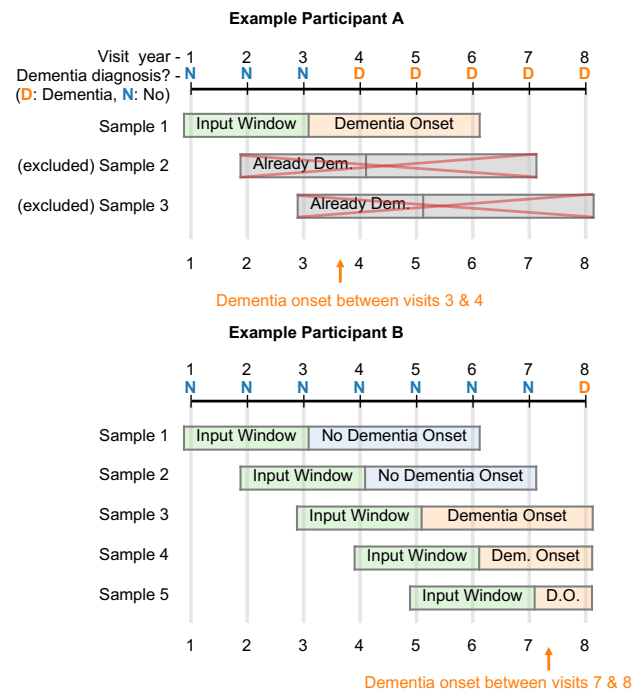 Example Participant A
Visit year - 1 2 3 4 5 6 7 8
Dementia diagnosis? - N N N D D D D D
(D: Dementia, N: No)
Sample 1 Input Window Dementia Onset
(excluded) Sample 2 Already Dem.
(excluded) Sample 3 Already Dem.
1 2 3 4 5 6 7 8
Dementia onset between visits 3 & 4
Example Participant B
1 2 3 4 5 6 7 8
N N N N N N N D
Sample 1 Input Window No Dementia Onset
Sample 2 Input Window No Dementia Onset
Sample 3 Input Window Dementia Onset
Sample 4 Input Window Dem. Onset
Sample 5 Input Window D.O.
1 2 3 4 5 6 7 8
Dementia onset between visits 7 & 8